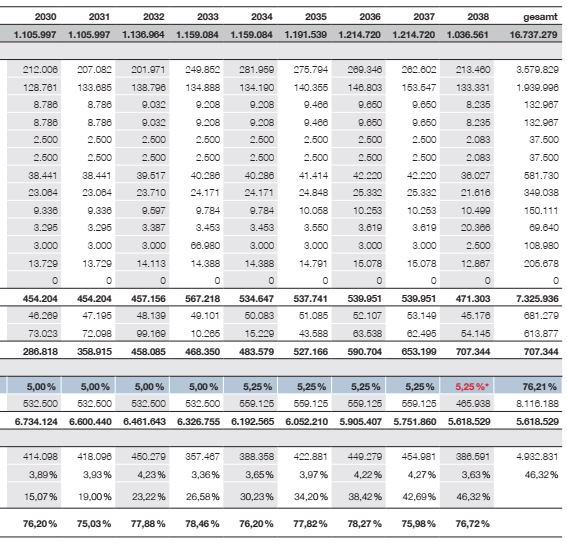 2030 2031 2032 2033 2034 2035 2036 2037 2038 gesamt
1.105.997 1.105.997 1.136.964 1.159.084 1.159.084 1.191.539 1.214.720 1.214.720 1.036.561 16.737.279
212.006 207.082 201.971 249.852 281.959 275.794 269.346 262.602 213.460 3.579.829
128.761 133.685 138.796 134.888 134.190 140.355 146.803 153.547 133.331 1.939.996
8.786 8.786 9.032 9.208 9.208 9.466 9.650 9.650 8.235 132.967
8.786 8.786 9.032 9.208 9.208 9.466 9.650 9.650 8.235 132.967
2.500 2.500 2.500 2.500 2.500 2.500 2.500 2.500 2.083 37.500
2.500 2.500 2.500 2.500 2.500 2.500 2.500 2.500 2.083 37.500
38.441 38.441 39.517 40.286 40.286 41.414 42.220 42.220 36.027 581.730
23.064 23.064 23.710 24.171 24.171 24.848 25.332 25.332 21.616 349.038
9.336 9.336 9.597 9.784 9.784 10.058 10.253 10.253 10.499 150.111
3.295 3.295 3.387 3.453 3.453 3.550 3.619 3.619 20.366 69.640
3.000 3.000 3.000 66.980 3.000 3.000 3.000 3.000 2.500 108.980
13.729 13.729 14.113 14.388 14.388 14.791 15.078 15.078 12.867 205.678
0 0 0 0 0 0 0 0 0 0
454.204 454.204 457.156 567.218 534.647 537.741 539.951 539.951 471.303 7.325.936
46.269 47.195 48.139 49.101 50.083 51.085 52.107 53.149 45.176 681.279
73.023 72.098 99.169 10.265 15.229 43.588 63.538 62.495 54.145 613.877
286.818 358.915 458.085 468.350 483.579 527.166 590.704 653.199 707.344 707.344
5,00 % 5,00 % 5,00 % 5,00 % 5,25 % 5,25 % 5,25 % 5,25 % 5,25 %* 76,21 %
532.500 532.500 532.500 532.500 559.125 559.125 559.125 559.125 465.938 8.116.188
6.734.124 6.600.440 6.461.643 6.326.755 6.192.565 6.052.210 5.905.407 5.751.860 5.618.529 5.618.529
414.098 418.096 450.279 357.467 388.358 422.881 449.279 454.981 386.591 4.932.831
3,89 % 3,93 % 4,23 % 3,36 % 3,65 % 3,97 % 4,22 % 4,27 % 3,63 % 46,32 %
15,07 % 19,00 % 23,22 % 26,58 % 30,23 % 34,20 % 38,42 % 42,69 % 46,32 %
76,20 % 75,03 % 77,88 % 78,46 % 76,20 % 77,82 % 78,27 % 75,98 % 76,72 %